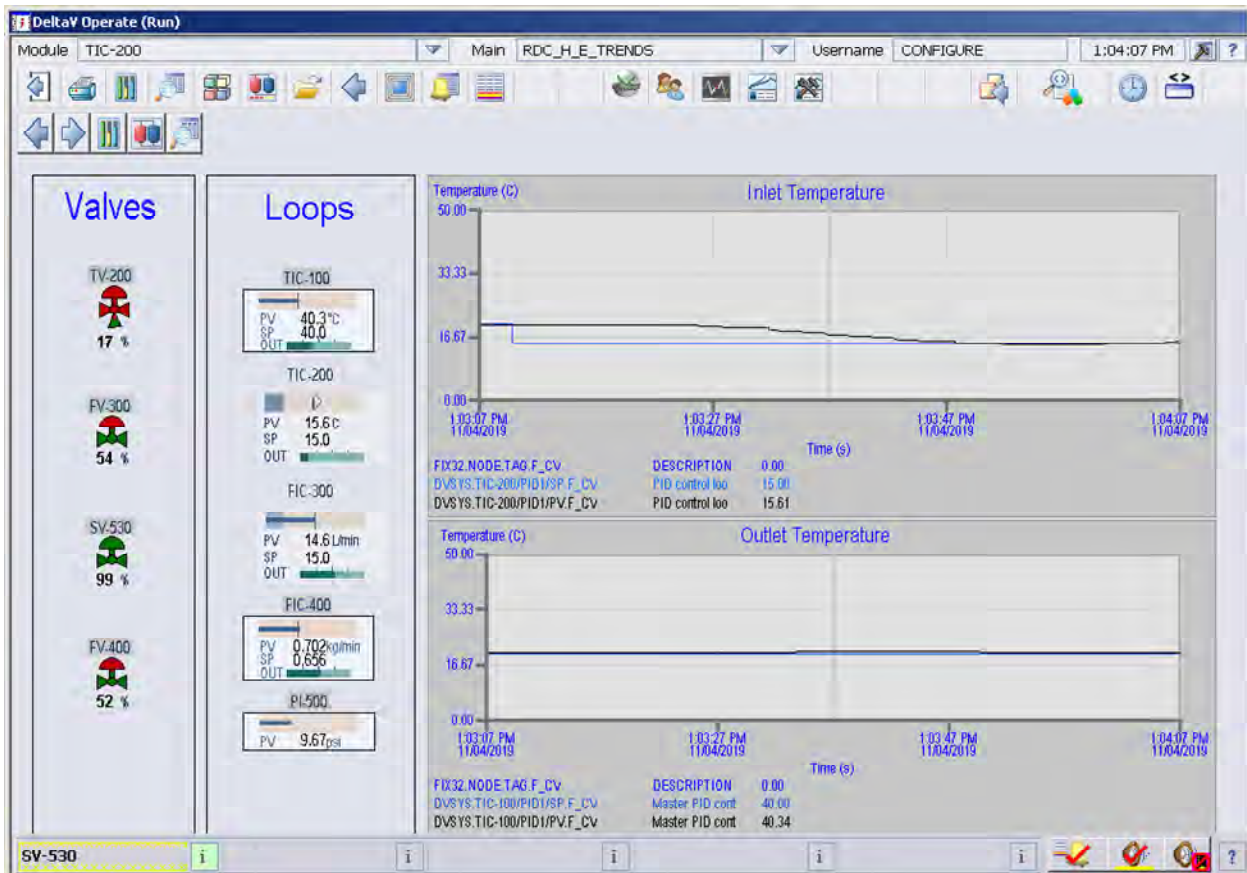 DeltaV Operate (Run)
Module TIC-200 Main RDC_H_E_TRENDS Username CONFIGURE 1:04:07 PM ?
Valves
TV-200
17 %
FV-300
54 %
SV-530
99 %
FV-400
52 %
Loops
TIC-100
PV 40.3°C
SP 40.0
OUT
TIC-200
PV 15.6 C
SP 15.0
OUT
FIC-300
PV 14.6 L/min
SP 15.0
OUT
FIC-400
PV 0.702 kg/min
SP 0.656
OUT
PI-500
PV 9.67 psi
Temperature (C) Inlet Temperature
50.00
33.33
16.67
0.00
1:03:07 PM 1:03:27 PM 1:03:47 PM 1:04:07 PM
11/04/2019 11/04/2019 11/04/2019 11/04/2019
Time (s)
FIX32.NODE.TAG.F_CV DESCRIPTION 0.00
DVSYS.TIC-200/PID1/SP.F_CV PID control loo 15.00
DVSYS.TIC-200/PID1/PV.F_CV PID control loo 15.61
Temperature (C) Outlet Temperature
50.00
33.33
16.67
0.00
1:03:07 PM 1:03:27 PM 1:03:47 PM 1:04:07 PM
11/04/2019 11/04/2019 11/04/2019 11/04/2019
Time (s)
FIX32.NODE.TAG.F_CV DESCRIPTION 0.00
DVSYS.TIC-100/PID1/SP.F_CV Master PID cont 40.00
DVSYS.TIC-100/PID1/PV.F_CV Master PID cont 40.34
SV-530 i i i i i ?